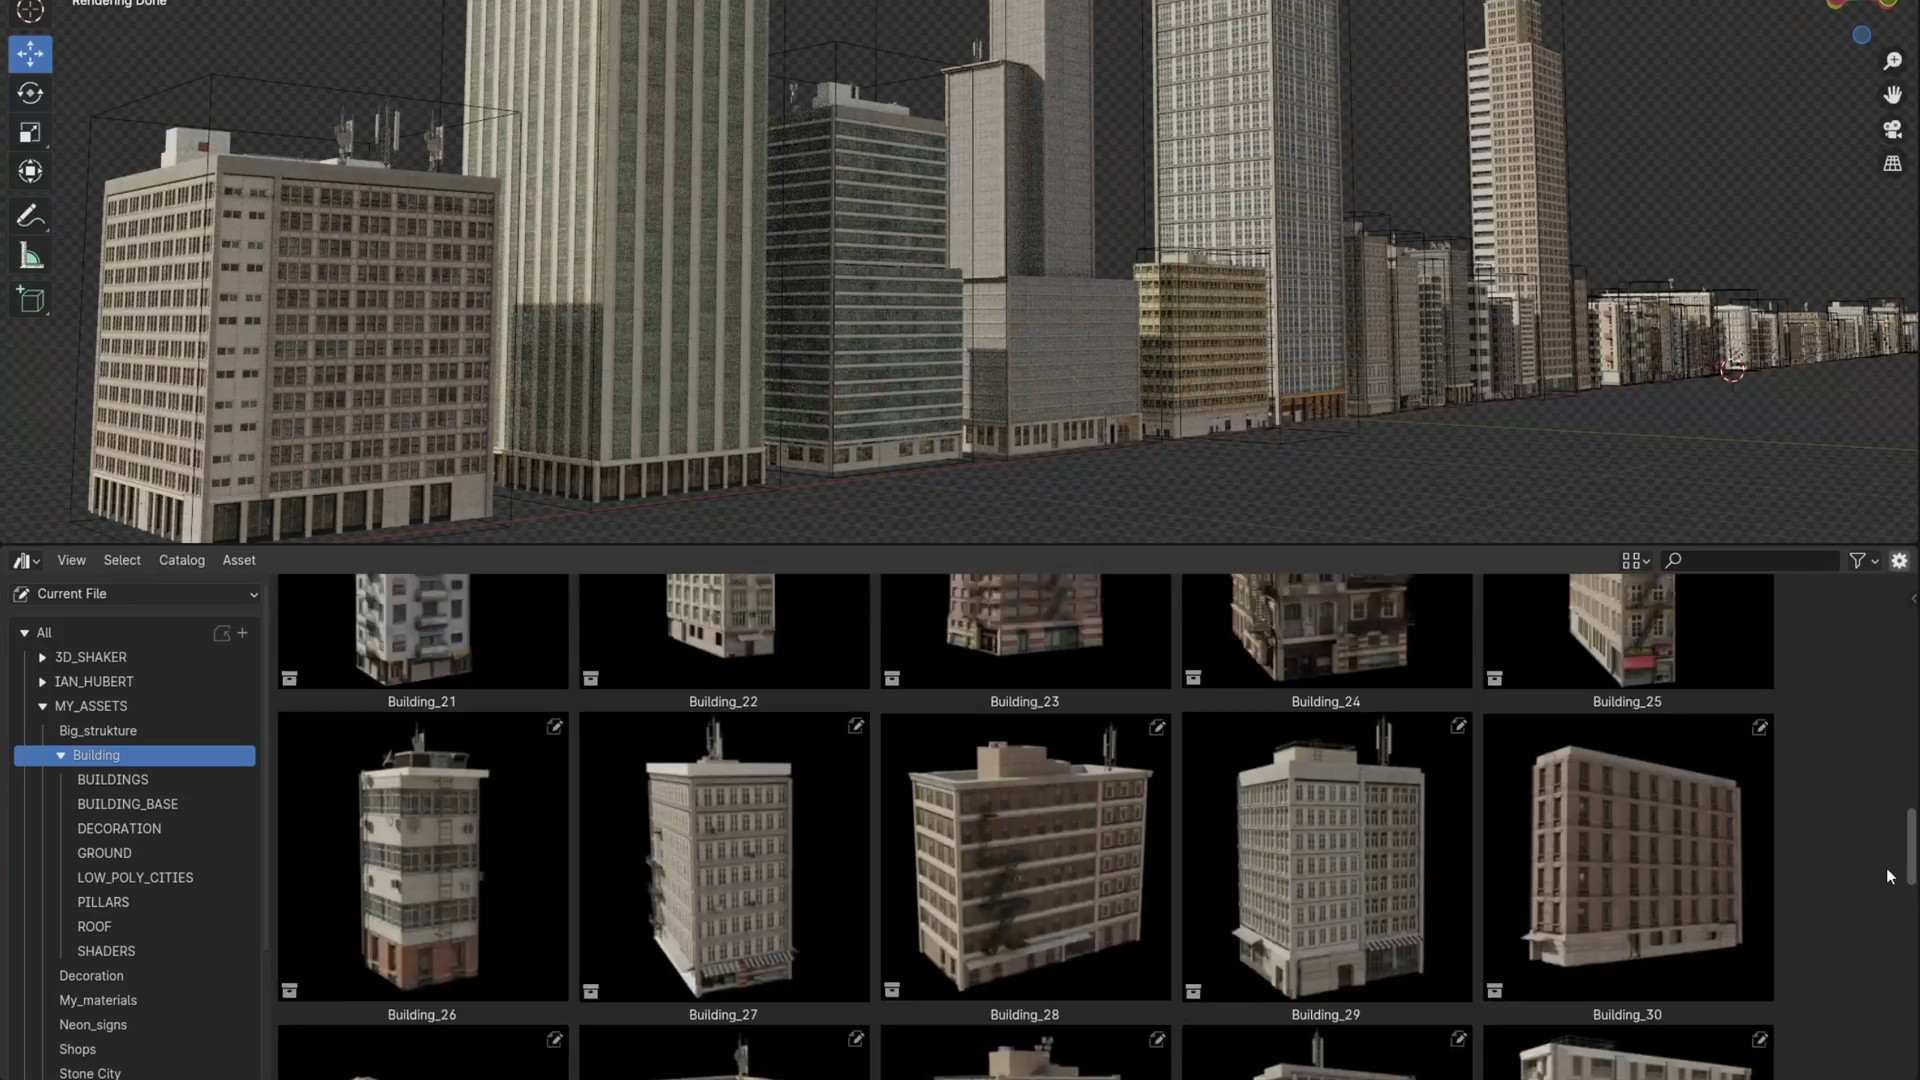 Rendering Done
View Select Catalog Asset
Current File
All
3D_SHAKER
IAN_HUBERT
MY_ASSETS
Big_strukture
Building
BUILDINGS
BUILDING_BASE
DECORATION
GROUND
LOW_POLY_CITIES
PILLARS
ROOF
SHADERS
Decoration
My_materials
Neon_signs
Shops
Stone City
Building_21
Building_22
Building_23
Building_24
Building_25
Building_26
Building_27
Building_28
Building_29
Building_30